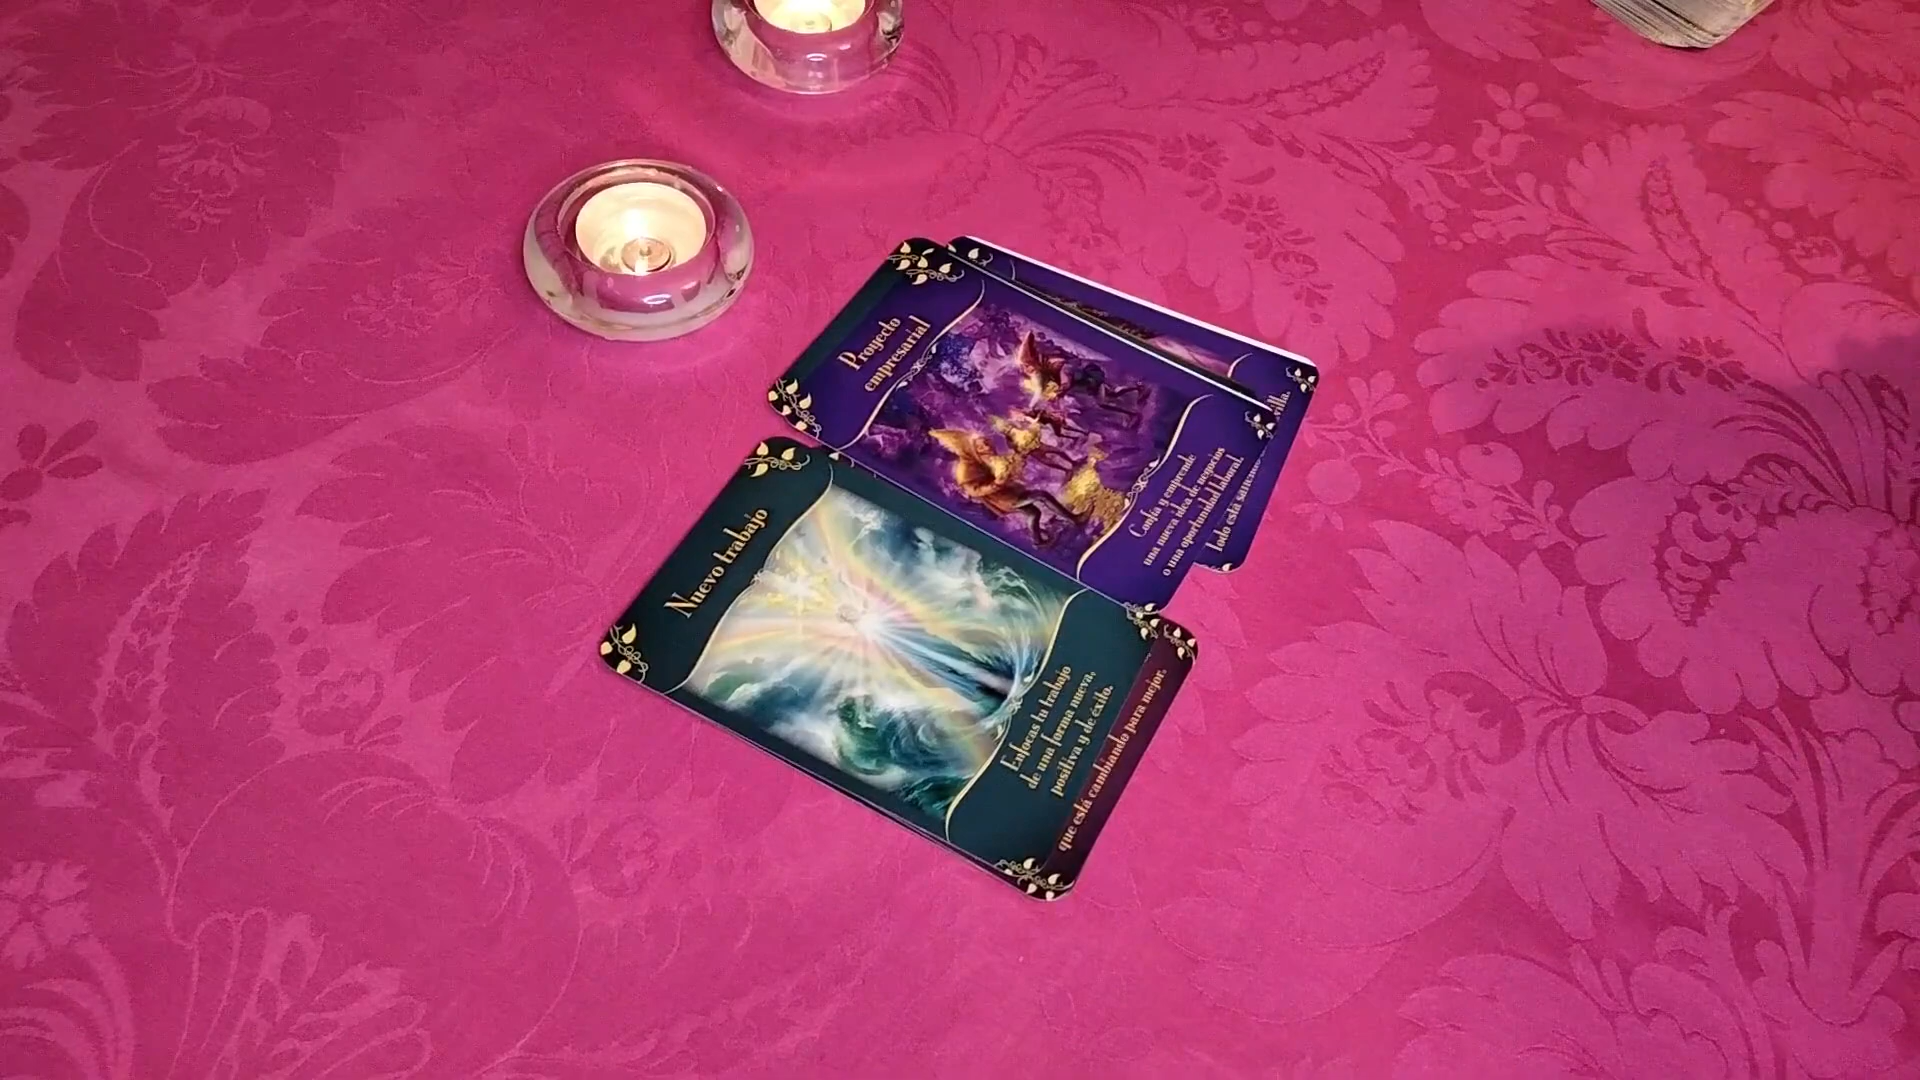 Proyecto
empresarial
Confía y emprende
una nueva idea de negocios
o una oportunidad laboral.
Todo está
villa.
Nuevo trabajo
Enfocas tu trabajo
de una forma nueva,
positiva y de éxito.
que está cambiando para mejor.